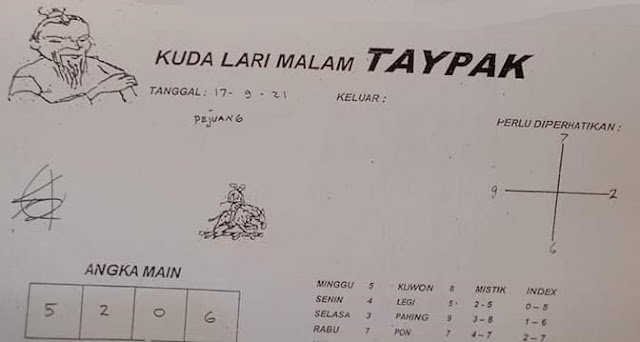 KUDA LARI MALAM TAYPAK
TANGGAL : 17 - 9 - 21 KELUAR :
PEJUANG
PERLU DIPERHATIKAN :
7
9 2
6
ANGKA MAIN
5 2 0 6
MINGGU 5 KLIWON 8 MISTIK INDEX
SENIN 4 LEGI 5 2-5 0-5
SELASA 3 PAHING 9 3-8 1-6
RABU 7 PON 7 4-7 2-7